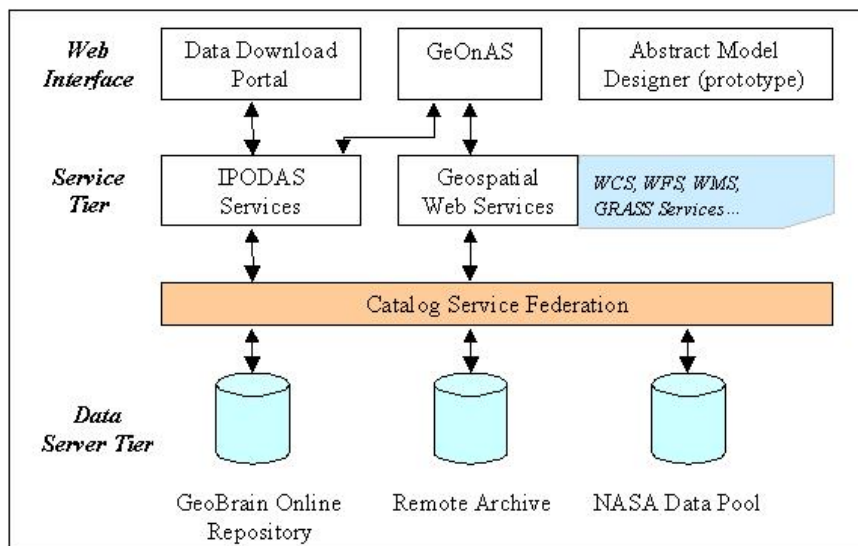 Web
Interface
Data Download
Portal
GeOnAS
Abstract Model
Designer (prototype)
Service
Tier
IPODAS
Services
Geospatial
Web Services
WCS, WFS, WMS,
GRASS Services...
Catalog Service Federation
Data
Server Tier
GeoBrain Online
Repository
Remote Archive
NASA Data Pool